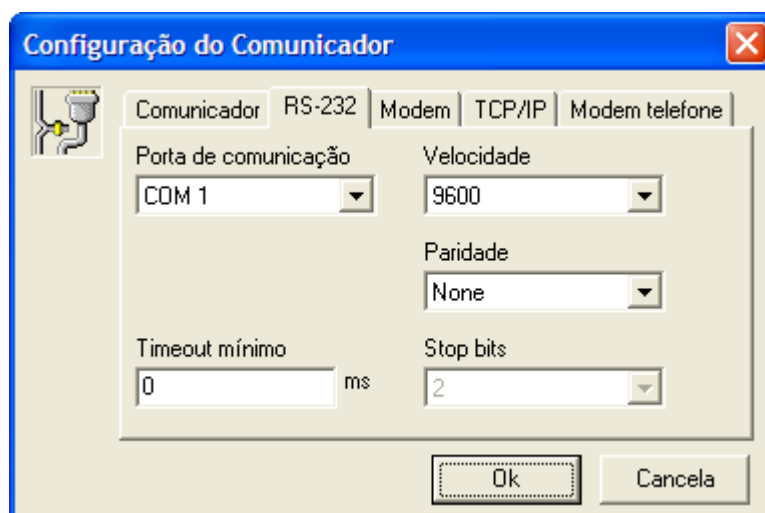 Configuração do Comunicador
Comunicador RS-232 Modem TCP/IP Modem telefone
Porta de comunicação Velocidade
COM 1 9600
Paridade
None
Timeout mínimo Stop bits
0 ms 2
Ok Cancela